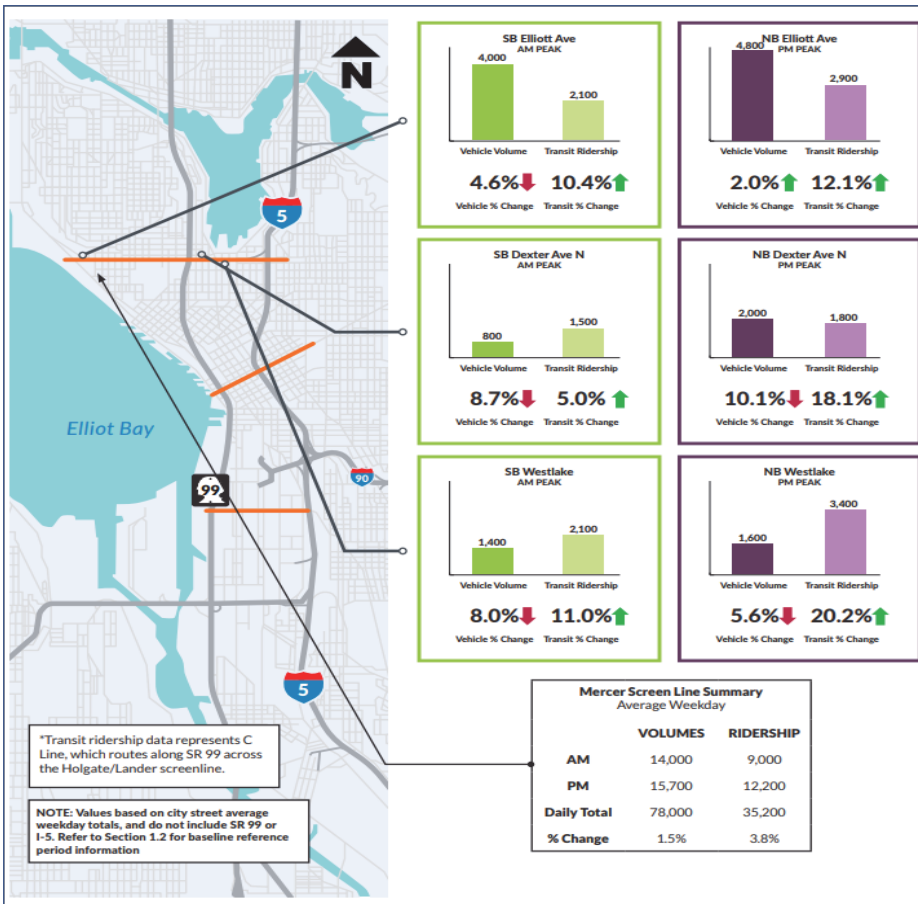 N
5
Elliot Bay
90
99
5
*Transit ridership data represents C
Line, which routes along SR 99 across
the Holgate/Lander screenline.
NOTE: Values based on city street average
weekday totals, and do not include SR 99 or
I-5. Refer to Section 1.2 for baseline reference
period information
SB Elliott Ave
AM PEAK
4,000
2,100
Vehicle Volume Transit Ridership
4.6% 10.4%
Vehicle % Change Transit % Change
NB Elliott Ave
PM PEAK
4,800
2,900
Vehicle Volume Transit Ridership
2.0% 12.1%
Vehicle % Change Transit % Change
SB Dexter Ave N
AM PEAK
800
1,500
Vehicle Volume Transit Ridership
8.7% 5.0%
Vehicle % Change Transit % Change
NB Dexter Ave N
PM PEAK
2,000
1,800
Vehicle Volume Transit Ridership
10.1% 18.1%
Vehicle % Change Transit % Change
SB Westlake
AM PEAK
1,400
2,100
Vehicle Volume Transit Ridership
8.0% 11.0%
Vehicle % Change Transit % Change
NB Westlake
PM PEAK
1,600
3,400
Vehicle Volume Transit Ridership
5.6% 20.2%
Vehicle % Change Transit % Change
Mercer Screen Line Summary
Average Weekday
VOLUMES RIDERSHIP
AM 14,000 9,000
PM 15,700 12,200
Daily Total 78,000 35,200
% Change 1.5% 3.8%